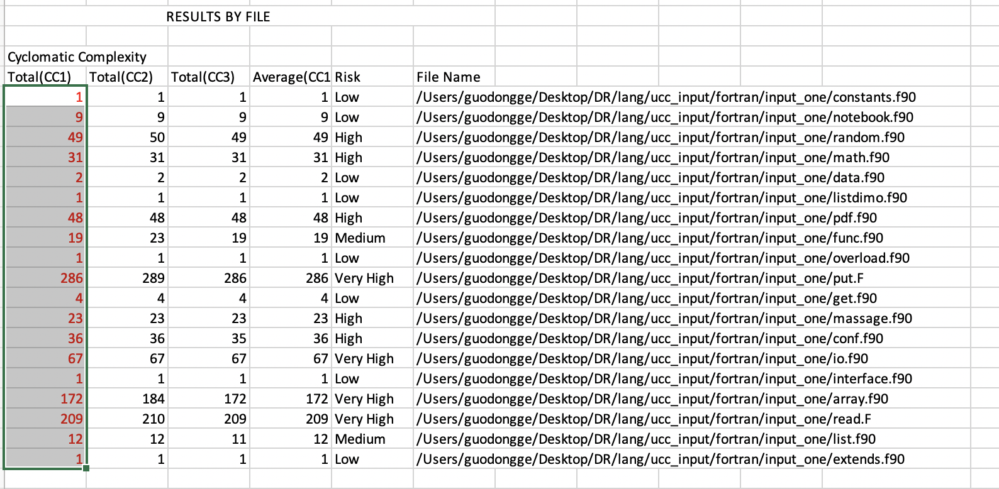 RESULTS BY FILE
Cyclomatic Complexity
Total(CC1) Total(CC2) Total(CC3) Average(CC1 Risk File Name
1 1 1 1 Low /Users/guodongge/Desktop/DR/lang/ucc_input/fortran/input_one/constants.f90
9 9 9 9 Low /Users/guodongge/Desktop/DR/lang/ucc_input/fortran/input_one/notebook.f90
49 50 49 49 High /Users/guodongge/Desktop/DR/lang/ucc_input/fortran/input_one/random.f90
31 31 31 31 High /Users/guodongge/Desktop/DR/lang/ucc_input/fortran/input_one/math.f90
2 2 2 2 Low /Users/guodongge/Desktop/DR/lang/ucc_input/fortran/input_one/data.f90
1 1 1 1 Low /Users/guodongge/Desktop/DR/lang/ucc_input/fortran/input_one/listdimo.f90
48 48 48 48 High /Users/guodongge/Desktop/DR/lang/ucc_input/fortran/input_one/pdf.f90
19 23 19 19 Medium /Users/guodongge/Desktop/DR/lang/ucc_input/fortran/input_one/func.f90
1 1 1 1 Low /Users/guodongge/Desktop/DR/lang/ucc_input/fortran/input_one/overload.f90
286 289 286 286 Very High /Users/guodongge/Desktop/DR/lang/ucc_input/fortran/input_one/put.F
4 4 4 4 Low /Users/guodongge/Desktop/DR/lang/ucc_input/fortran/input_one/get.f90
23 23 23 23 High /Users/guodongge/Desktop/DR/lang/ucc_input/fortran/input_one/massage.f90
36 36 35 36 High /Users/guodongge/Desktop/DR/lang/ucc_input/fortran/input_one/conf.f90
67 67 67 67 Very High /Users/guodongge/Desktop/DR/lang/ucc_input/fortran/input_one/io.f90
1 1 1 1 Low /Users/guodongge/Desktop/DR/lang/ucc_input/fortran/input_one/interface.f90
172 184 172 172 Very High /Users/guodongge/Desktop/DR/lang/ucc_input/fortran/input_one/array.f90
209 210 209 209 Very High /Users/guodongge/Desktop/DR/lang/ucc_input/fortran/input_one/read.F
12 12 11 12 Medium /Users/guodongge/Desktop/DR/lang/ucc_input/fortran/input_one/list.f90
1 1 1 1 Low /Users/guodongge/Desktop/DR/lang/ucc_input/fortran/input_one/extends.f90